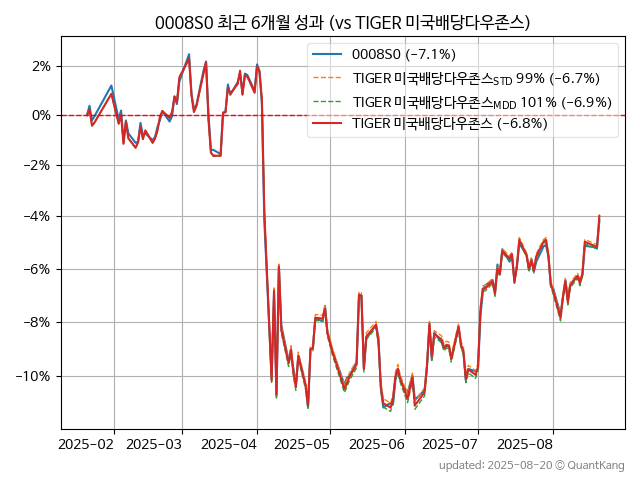 0008S0 최근 6개월 성과 (vs TIGER 미국배당다우존스)
0008S0 (−7.1%)
TIGER 미국배당다우존스STD 99% (−6.7%)
TIGER 미국배당다우존스MDD 101% (−6.9%)
TIGER 미국배당다우존스 (−6.8%)
2%
0%
−2%
−4%
−6%
−8%
−10%
2025-02 2025-03 2025-04 2025-05 2025-06 2025-07 2025-08
updated: 2025-08-20 © QuantKang